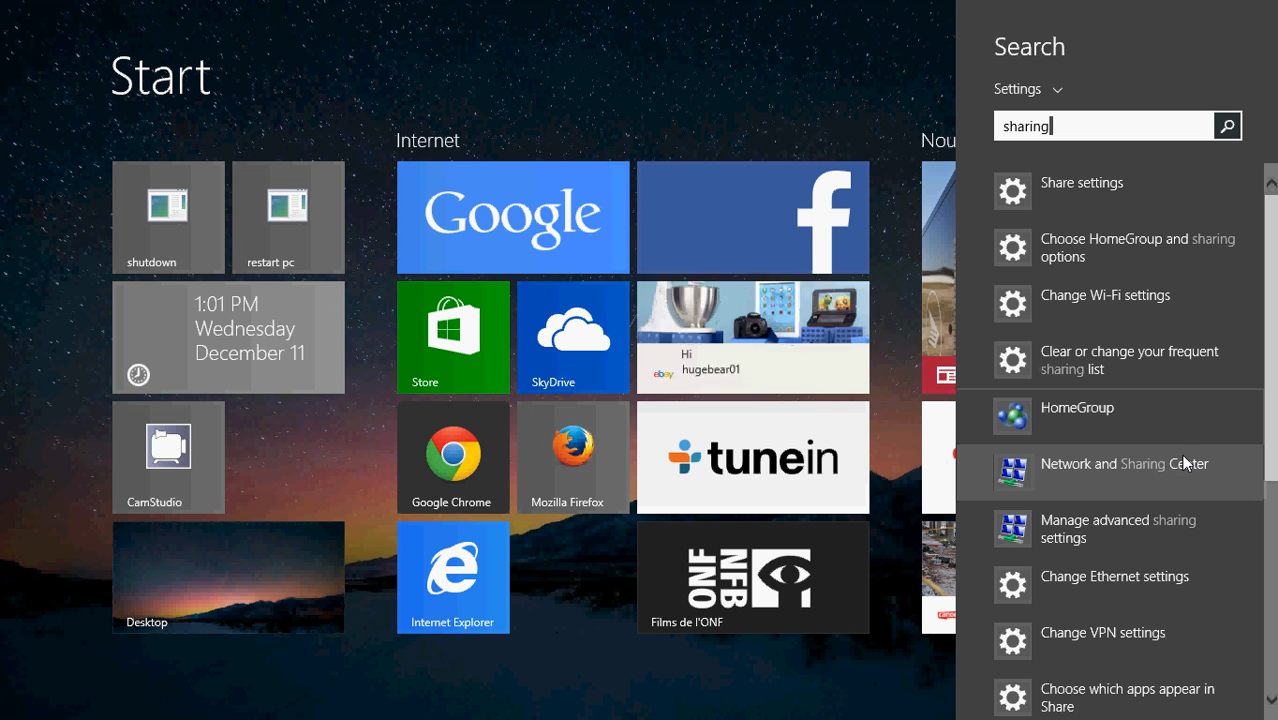 Start
Internet
Nou
shutdown
restart pc
Google
f
1:01 PM
Wednesday
December 11
Store
SkyDrive
Hi
hugebear01
ebay
CamStudio
Google Chrome
Mozilla Firefox
tunein
Desktop
Internet Explorer
ONF
NFB
Films de l'ONF
Search
Settings
sharing
Share settings
Choose HomeGroup and sharing
options
Change Wi-Fi settings
Clear or change your frequent
sharing list
HomeGroup
Network and Sharing Center
Manage advanced sharing
settings
Change Ethernet settings
Change VPN settings
Choose which apps appear in
Share